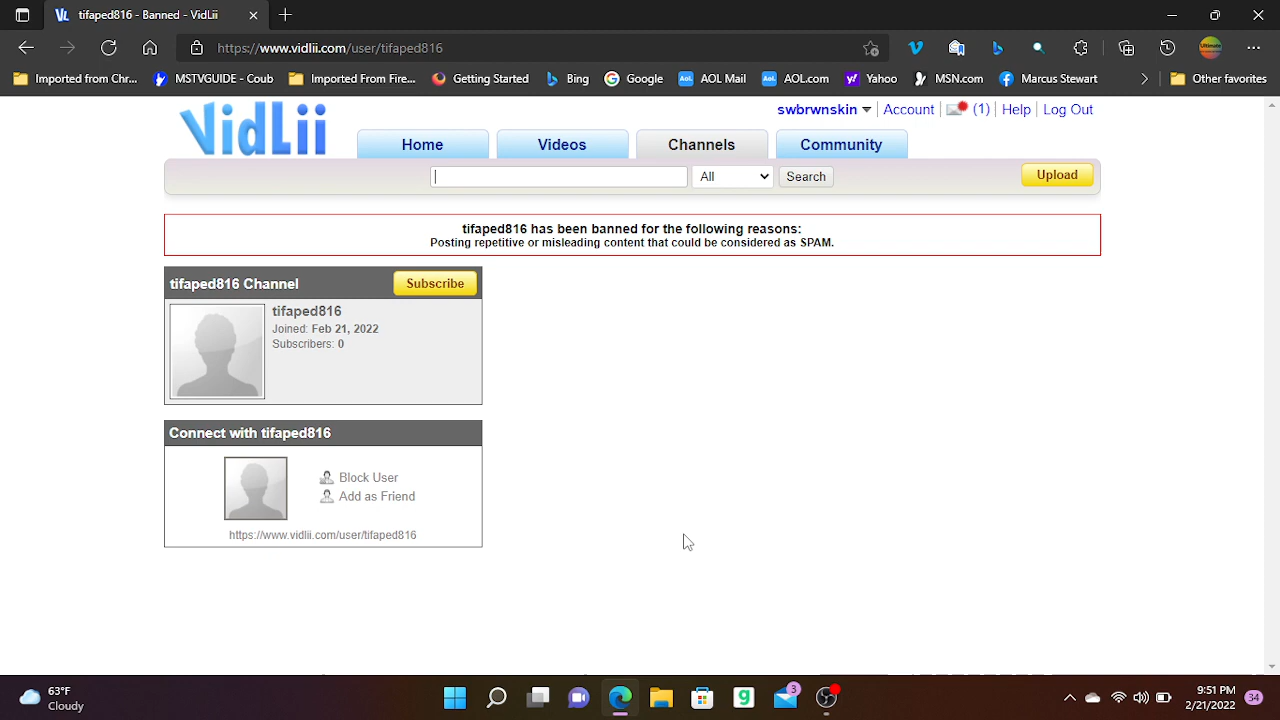 tifaped816 - Banned - VidLii
https://www.vidlii.com/user/tifaped816
Imported from Chr...
MSTVGUIDE - Coub
Imported From Fire...
Getting Started
Bing
Google
AOL Mail
AOL.com
Yahoo
MSN.com
Marcus Stewart
Other favorites
VidLii
swbrwnskin
Account
(1)
Help
Log Out
Home
Videos
Channels
Community
All
Search
Upload
tifaped816 has been banned for the following reasons:
Posting repetitive or misleading content that could be considered as SPAM.
tifaped816 Channel
Subscribe
tifaped816
Joined: Feb 21, 2022
Subscribers: 0
Connect with tifaped816
Block User
Add as Friend
https://www.vidlii.com/user/tifaped816
63°F
Cloudy
3
9:51 PM
2/21/2022
34